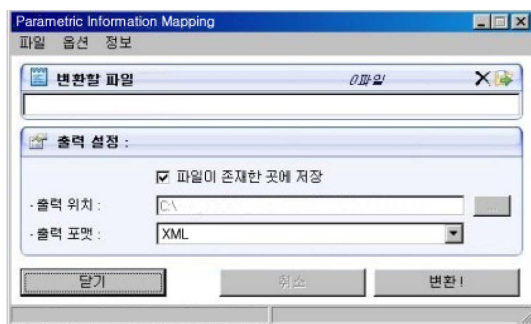 Parametric Information Mapping
파일 옵션 정보
변환할 파일 0파일
출력 설정 :
파일이 존재한 곳에 저장
· 출력 위치 : C:\ ...
· 출력 포맷 : XML
닫기 취소 변환!